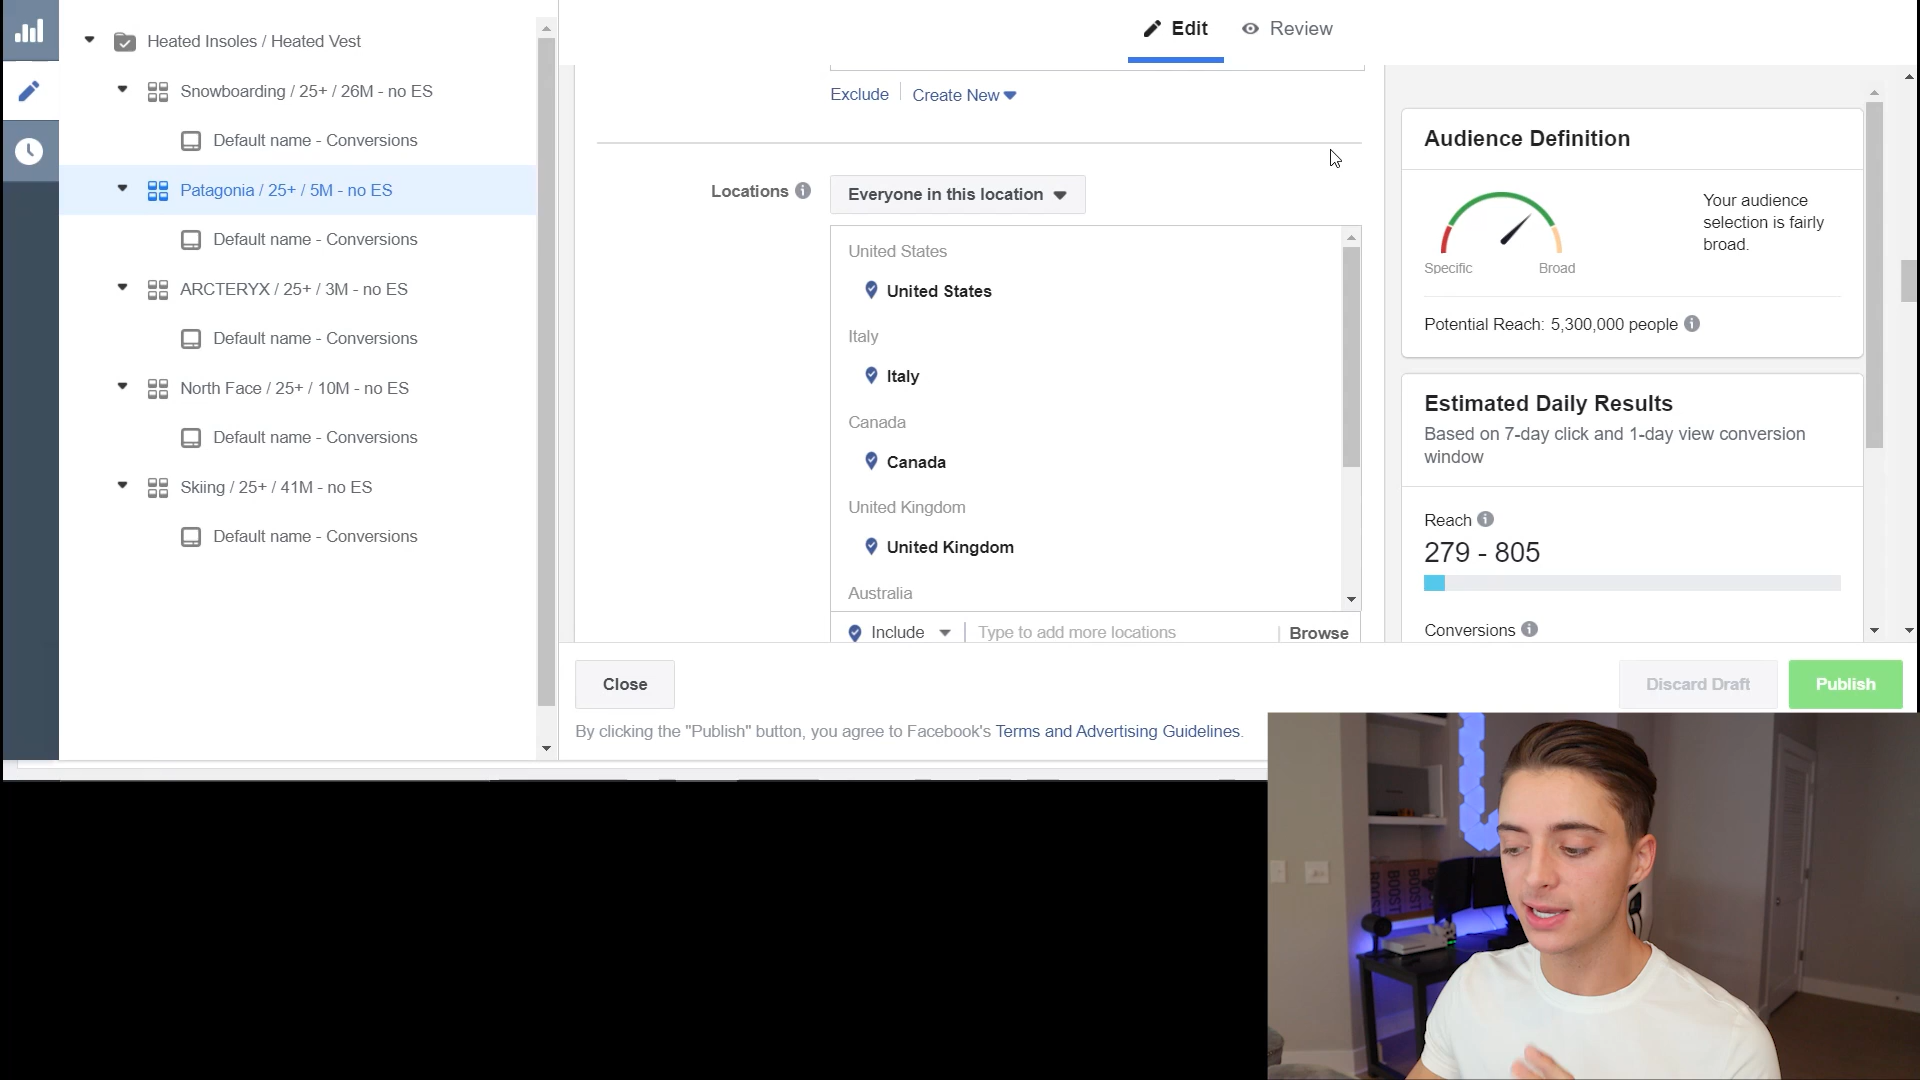 Heated Insoles / Heated Vest
Snowboarding / 25+ / 26M - no ES
Default name - Conversions
Patagonia / 25+ / 5M - no ES
Default name - Conversions
ARCTERYX / 25+ / 3M - no ES
Default name - Conversions
North Face / 25+ / 10M - no ES
Default name - Conversions
Skiing / 25+ / 41M - no ES
Default name - Conversions
Edit
Review
Exclude
Create New
Locations
Everyone in this location
United States
United States
Italy
Italy
Canada
Canada
United Kingdom
United Kingdom
Australia
Include
Type to add more locations
Browse
Audience Definition
Specific
Broad
Your audience
selection is fairly
broad.
Potential Reach: 5,300,000 people
Estimated Daily Results
Based on 7-day click and 1-day view conversion
window
Reach
279 - 805
Conversions
Close
Discard Draft
Publish
By clicking the "Publish" button, you agree to Facebook's Terms and Advertising Guidelines.
BOOST